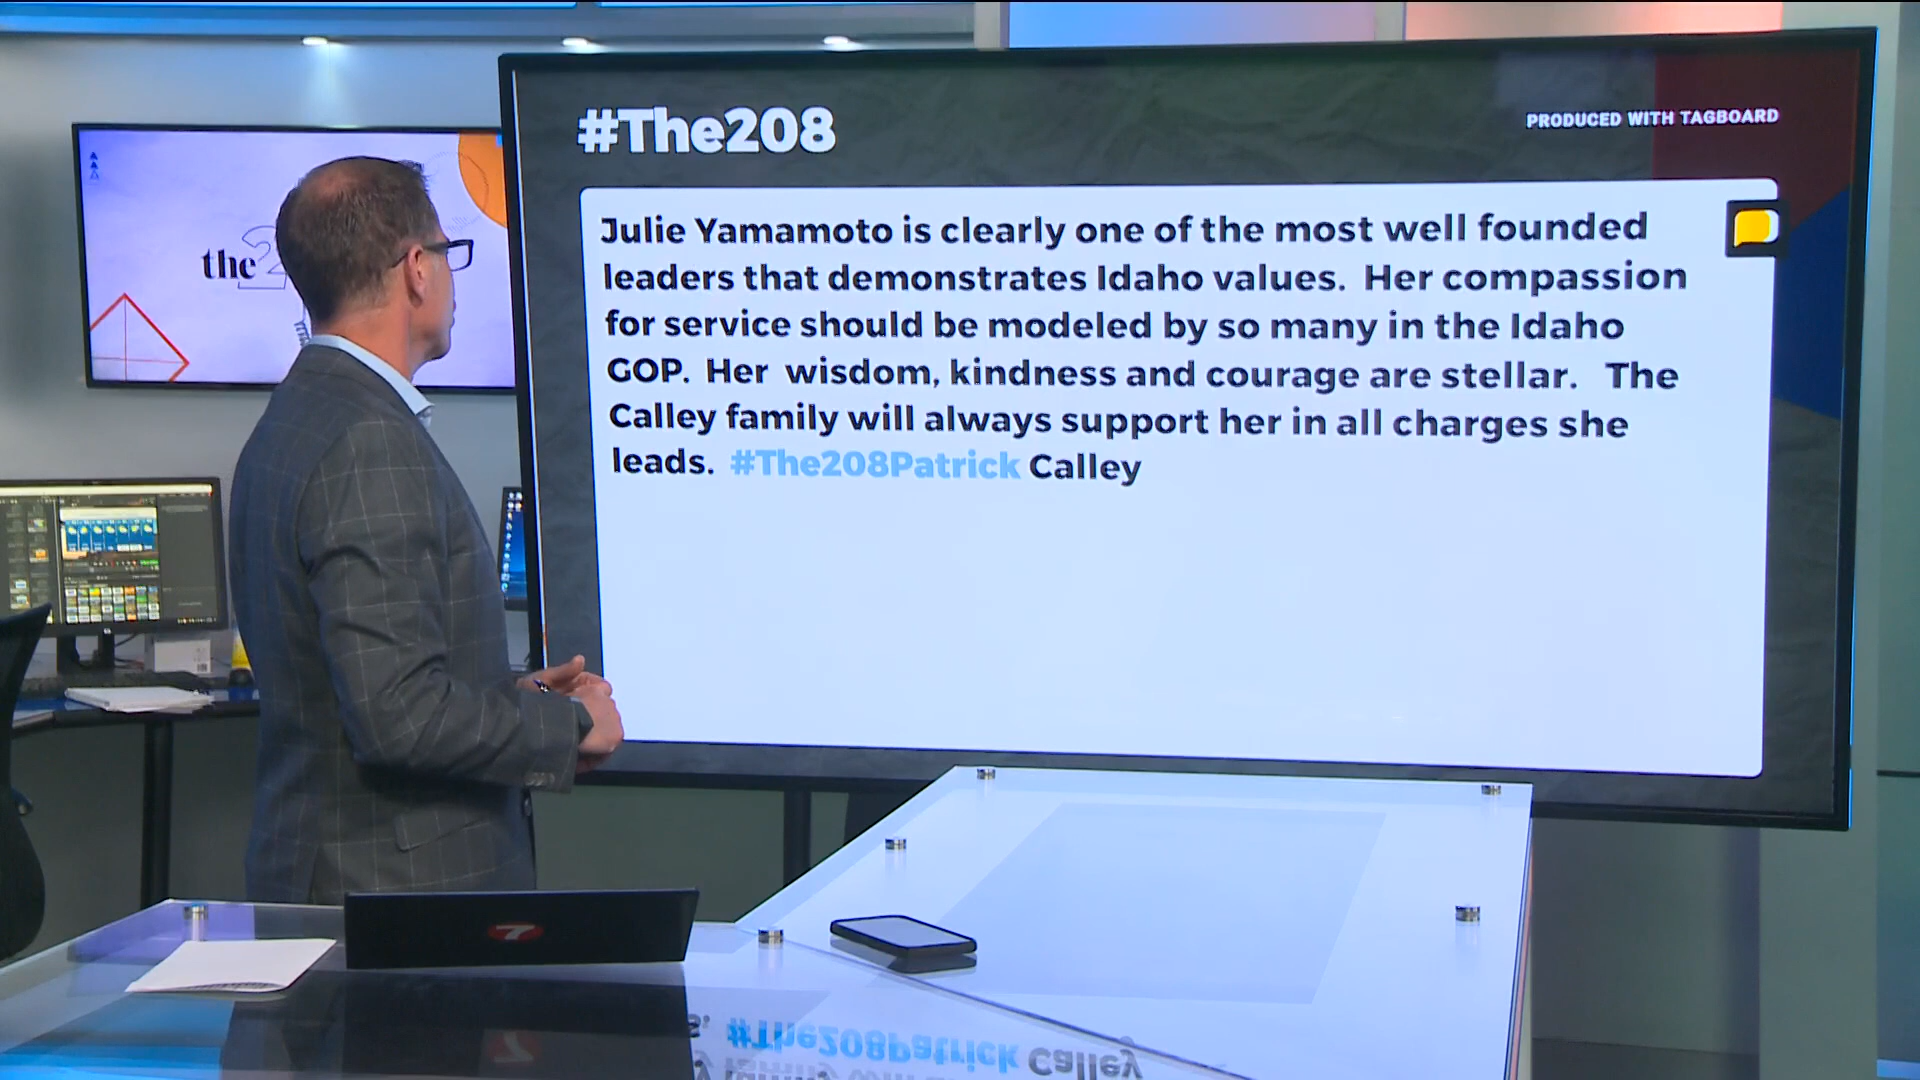 #The208
PRODUCED WITH TAGBOARD
Julie Yamamoto is clearly one of the most well founded
leaders that demonstrates Idaho values. Her compassion
for service should be modeled by so many in the Idaho
GOP. Her wisdom, kindness and courage are stellar. The
Calley family will always support her in all charges she
leads. #The208Patrick Calley
the 2
7